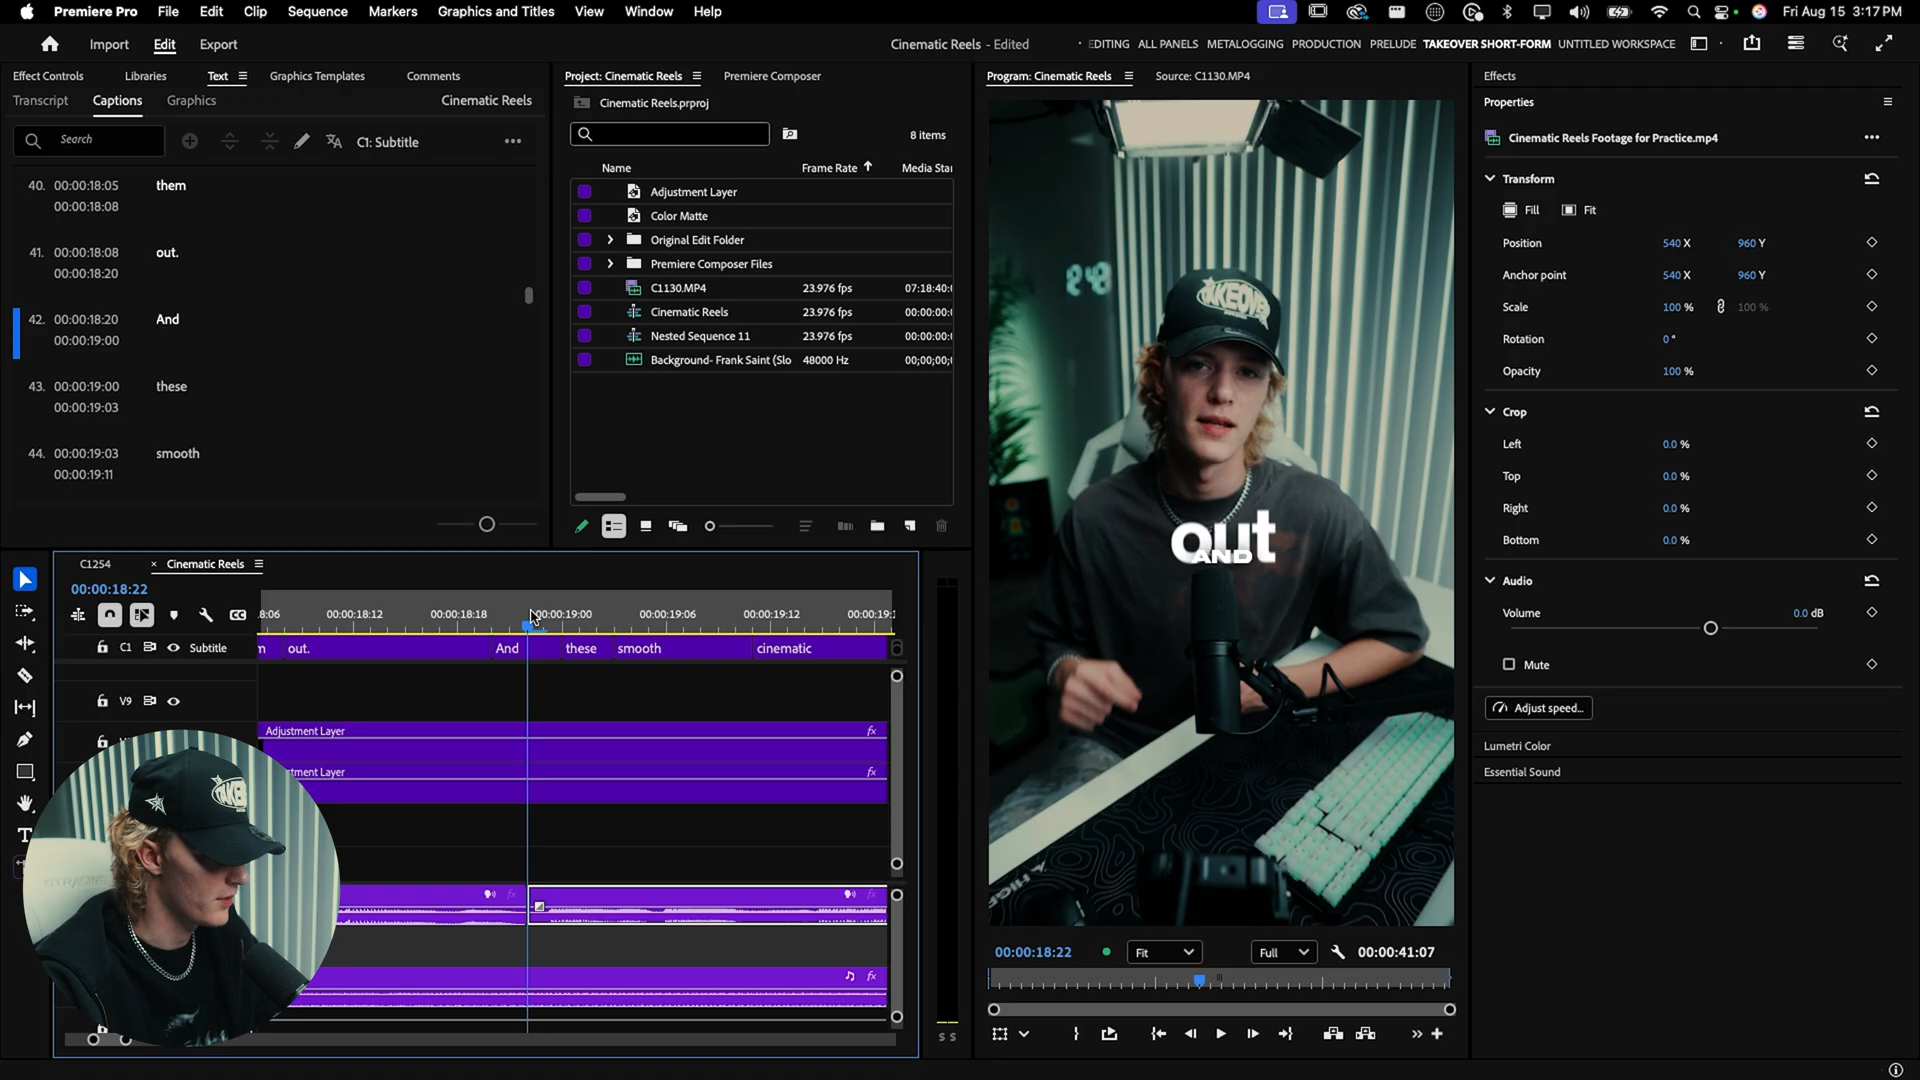 Premiere Pro File Edit Clip Sequence Markers Graphics and Titles View Window Help Fri Aug 15 3:17 PM
Import Edit Export Cinematic Reels - Edited EDITING ALL PANELS METALOGGING PRODUCTION PRELUDE TAKEOVER SHORT-FORM UNTITLED WORKSPACE
Effect Controls Libraries Text Graphics Templates Comments
Transcript Captions Graphics Cinematic Reels
Search C1: Subtitle
40. 00:00:18:05 them
00:00:18:08
41. 00:00:18:08 out.
00:00:18:20
42. 00:00:18:20 And
00:00:19:00
43. 00:00:19:00 these
00:00:19:03
44. 00:00:19:03 smooth
00:00:19:11
Project: Cinematic Reels Premiere Composer
Cinematic Reels.prproj
8 items
Name Frame Rate Media Star
Adjustment Layer
Color Matte
Original Edit Folder
Premiere Composer Files
C1130.MP4 23.976 fps 07:18:40:
Cinematic Reels 23.976 fps 00:00:00:
Nested Sequence 11 23.976 fps 00:00:00:
Background- Frank Saint (Slo 48000 Hz 00;00;00;
Program: Cinematic Reels Source: C1130.MP4
TAKEOVER
out
AND
00:00:18:22 Fit Full 00:00:41:07
Effects
Properties
Cinematic Reels Footage for Practice.mp4
Transform
Fill Fit
Position 540 X 960 Y
Anchor point 540 X 960 Y
Scale 100 % 100 %
Rotation 0 °
Opacity 100 %
Crop
Left 0.0 %
Top 0.0 %
Right 0.0 %
Bottom 0.0 %
Audio
Volume 0.0 dB
Mute
Adjust speed...
Lumetri Color
Essential Sound
C1254 × Cinematic Reels
00:00:18:22
:8:06 00:00:18:12 00:00:18:18 00:00:19:00 00:00:19:06 00:00:19:12 00:00:19:1
C1 Subtitle m out. And these smooth cinematic
V9
Adjustment Layer fx
stment Layer fx
fx fx
fx
S S